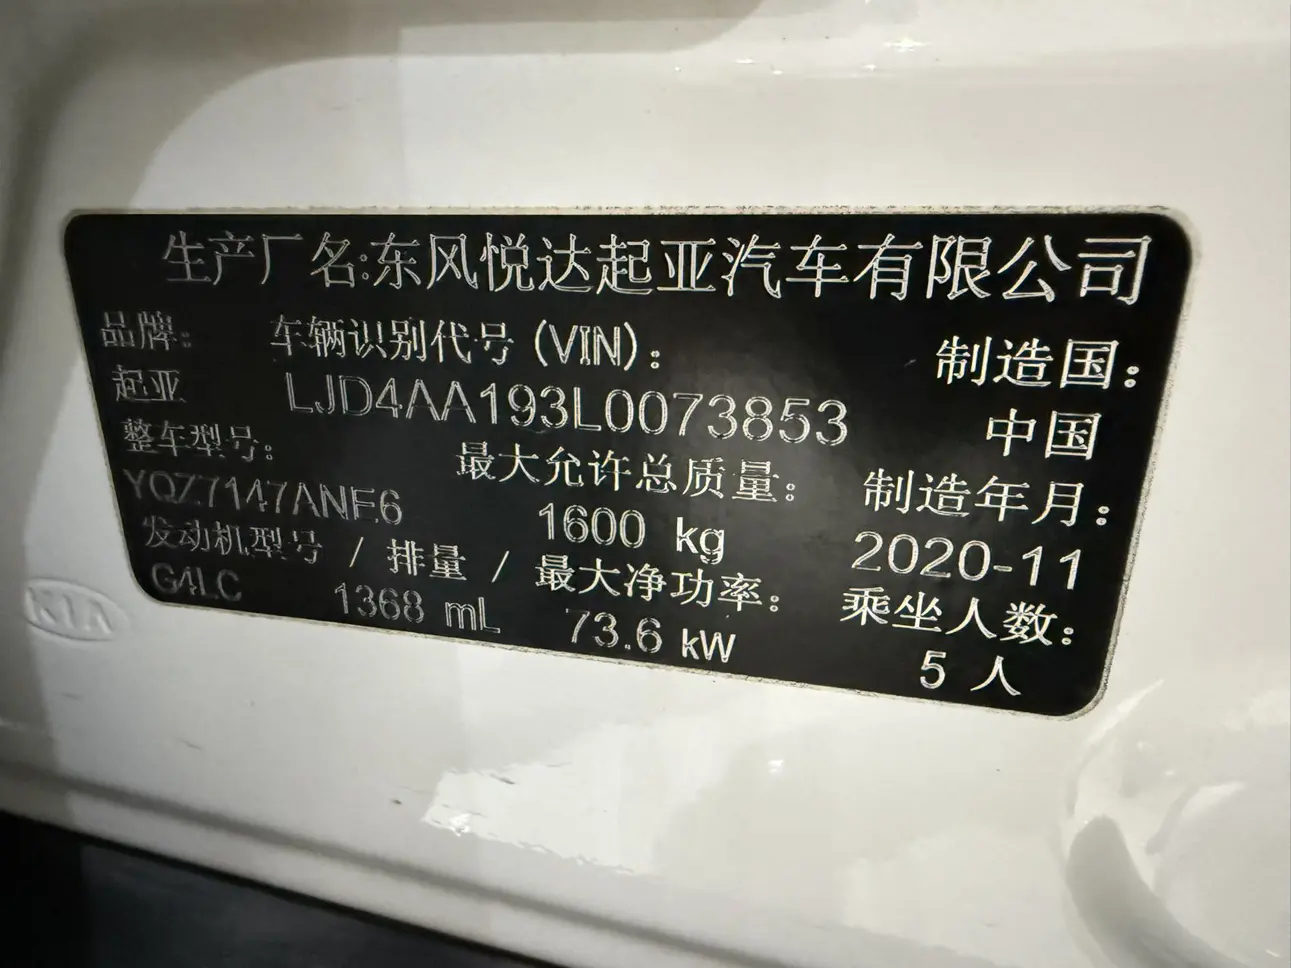 生产厂名:东风悦达起亚汽车有限公司
品牌: 车辆识别代号 (VIN): 制造国:
起亚 LJD4AA193L0073853 中国
整车型号: 最大允许总质量: 制造年月:
YQZ7147ANE6 1600 kg 2020-11
发动机型号 / 排量 / 最大净功率: 乘坐人数:
G4LC 1368 mL 73.6 kW 5 人
KIA